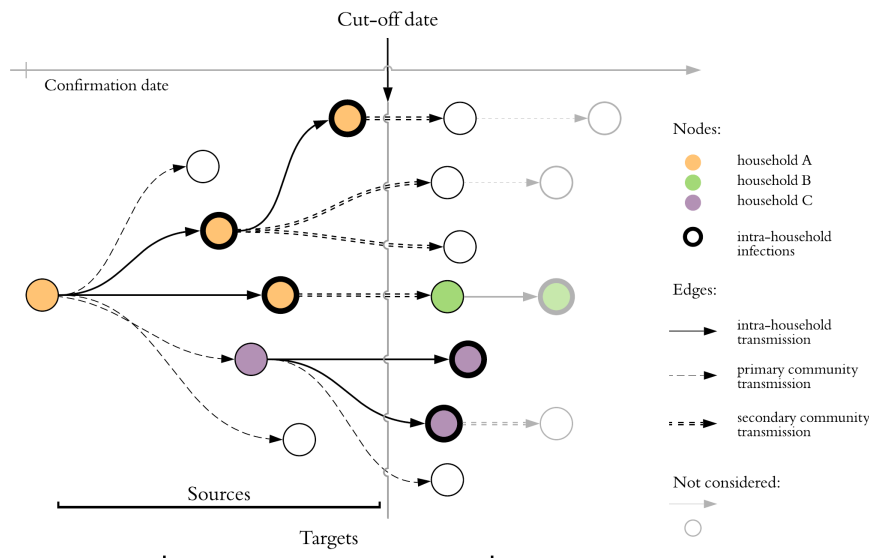 Cut-off date
Confirmation date
Nodes:
household A
household B
household C
intra-household
infections
Edges:
intra-household
transmission
primary community
transmission
secondary community
transmission
Not considered:
Sources
Targets